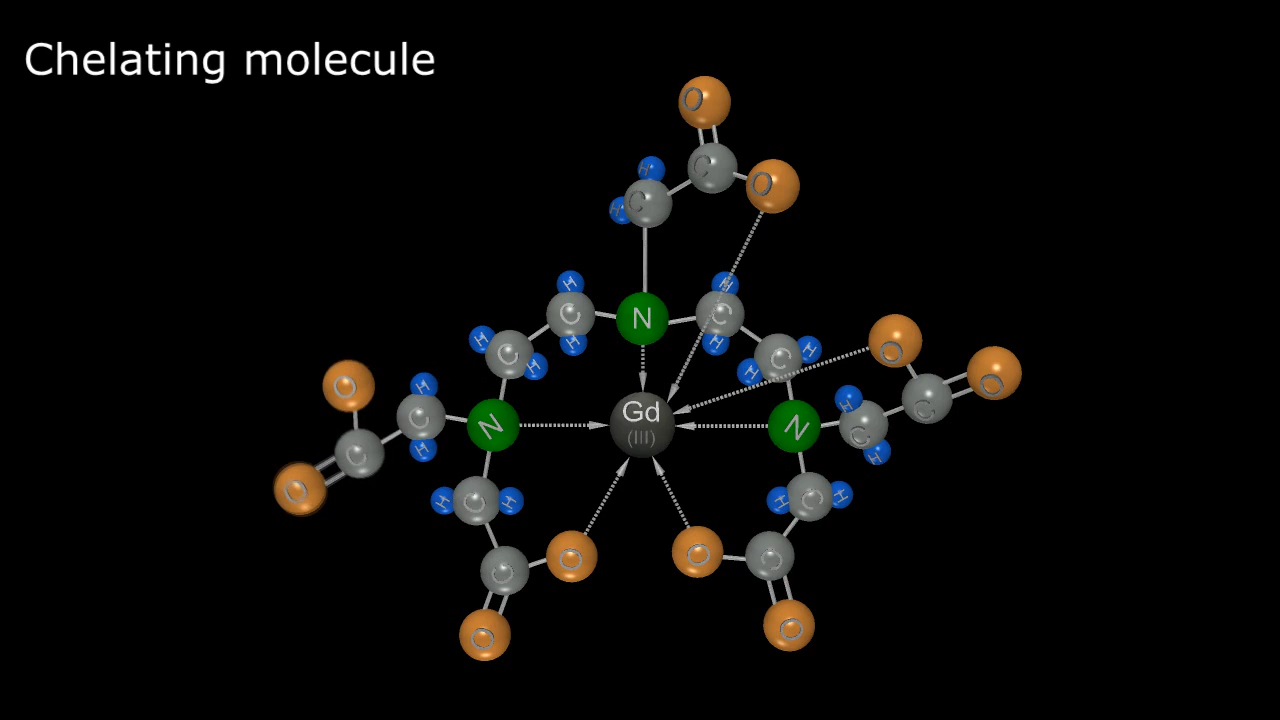 Chelating molecule
O
H C
O
H C
H H
C N C
H H
H O
H
C C
H H O
O H
H C
Gd
C N N C
(III)
H C H
O
H C H H C H
O O C
C
O
O